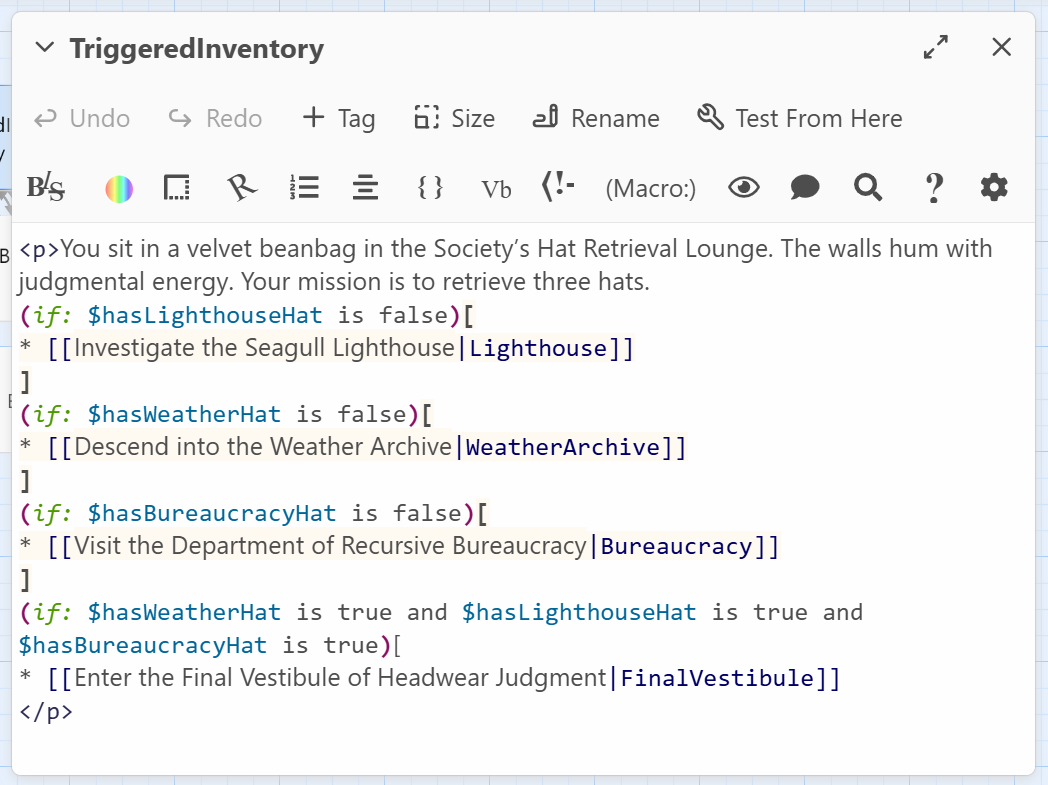 TriggeredInventory
Undo Redo + Tag Size Rename Test From Here
B/S { } Vb (!- (Macro:) ?
<p>You sit in a velvet beanbag in the Society’s Hat Retrieval Lounge. The walls hum with
judgmental energy. Your mission is to retrieve three hats.
(if: $hasLighthouseHat is false)[
* [[Investigate the Seagull Lighthouse|Lighthouse]]
]
(if: $hasWeatherHat is false)[
* [[Descend into the Weather Archive|WeatherArchive]]
]
(if: $hasBureaucracyHat is false)[
* [[Visit the Department of Recursive Bureaucracy|Bureaucracy]]
]
(if: $hasWeatherHat is true and $hasLighthouseHat is true and
$hasBureaucracyHat is true)[
* [[Enter the Final Vestibule of Headwear Judgment|FinalVestibule]]
</p>